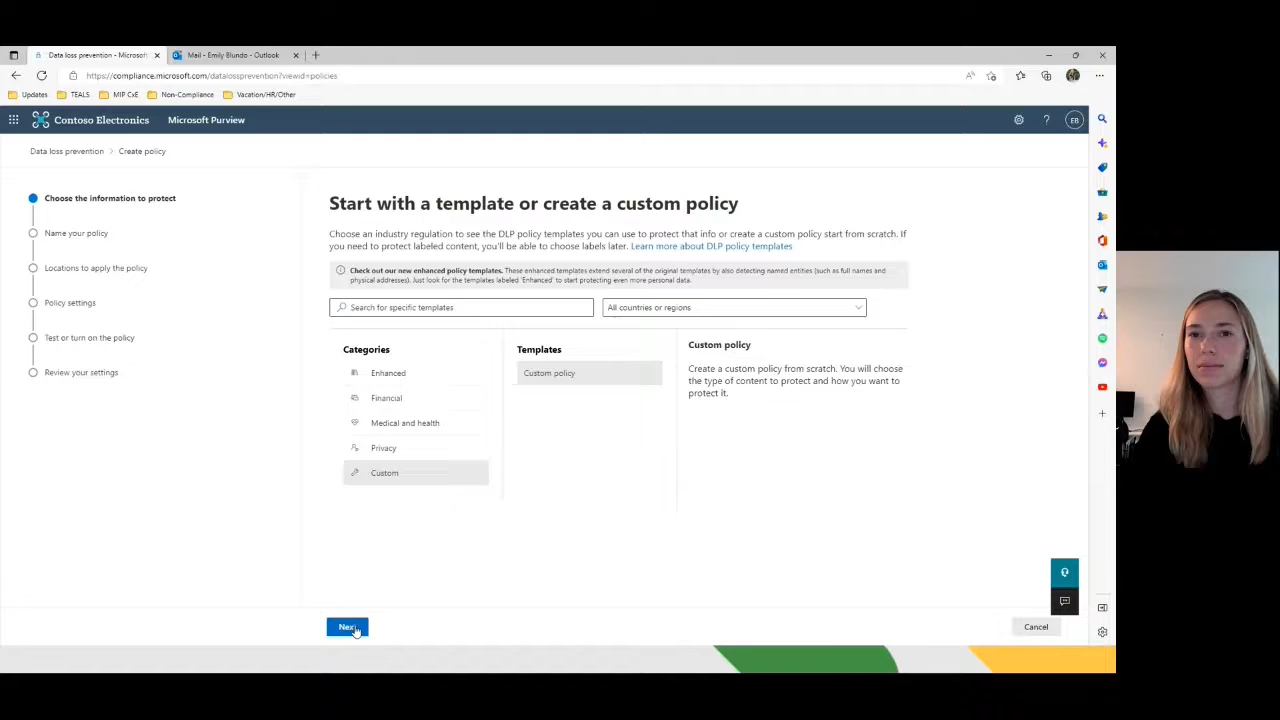 Data loss prevention - Microsoft
Mail - Emily Blundo - Outlook
https://compliance.microsoft.com/datalossprevention?viewid=policies
Updates
TEALS
MIP CxE
Non-Compliance
Vacation/HR/Other
Contoso Electronics
Microsoft Purview
EB
Data loss prevention > Create policy
Choose the information to protect
Name your policy
Locations to apply the policy
Policy settings
Test or turn on the policy
Review your settings
Start with a template or create a custom policy
Choose an industry regulation to see the DLP policy templates you can use to protect that info or create a custom policy start from scratch. If
you need to protect labeled content, you'll be able to choose labels later. Learn more about DLP policy templates
Check out our new enhanced policy templates. These enhanced templates extend several of the original templates by also detecting named entities (such as full names and
physical addresses). Just look for the templates labeled 'Enhanced' to start protecting even more personal data.
Search for specific templates
All countries or regions
Categories
Enhanced
Financial
Medical and health
Privacy
Custom
Templates
Custom policy
Custom policy
Create a custom policy from scratch. You will choose
the type of content to protect and how you want to
protect it.
Next
Cancel